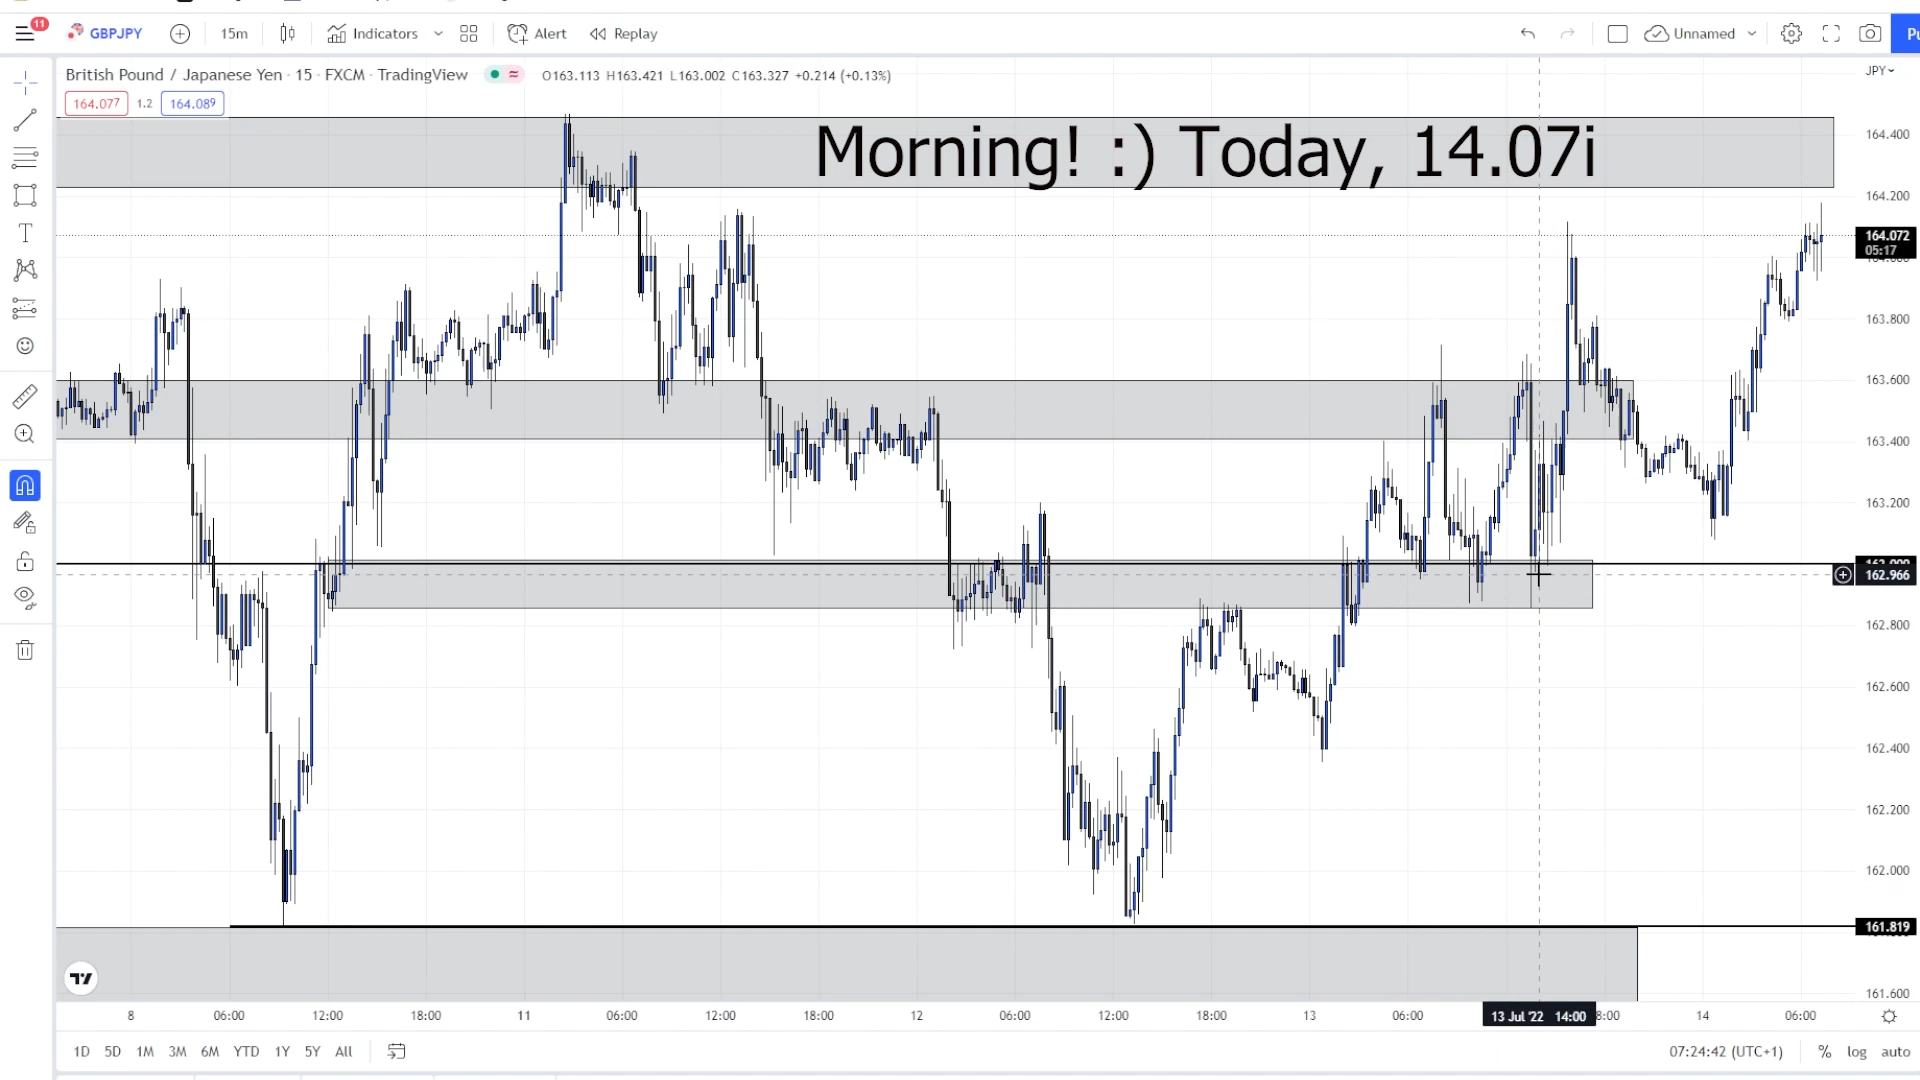 11
GBPJPY
15m
Indicators
Alert
Replay
Unnamed
British Pound / Japanese Yen · 15 · FXCM · TradingView
O163.113 H163.421 L163.002 C163.327 +0.214 (+0.13%)
JPY
164.077
1.2
164.089
Morning! :) Today, 14.07i
164.400
164.200
164.072
05:17
163.800
163.600
163.400
163.200
162.966
162.800
162.600
162.400
162.200
162.000
161.819
161.600
8
06:00
12:00
18:00
11
06:00
12:00
18:00
12
06:00
12:00
18:00
13
06:00
13 Jul '22 14:00
14
06:00
1D 5D 1M 3M 6M YTD 1Y 5Y All
07:24:42 (UTC+1)
% log auto